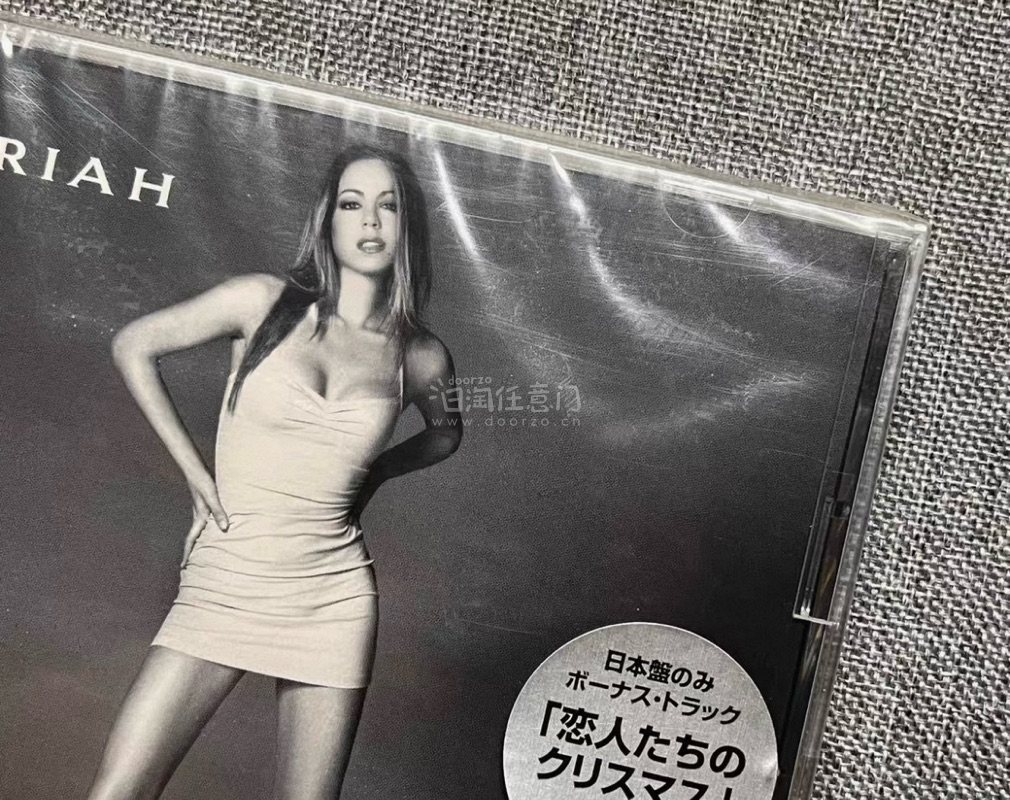 RIAH
doorzo
汩淘任意门
www.doorzo.cn
日本盤のみ
ボーナス・トラック
「恋人たちの
クリスマス」